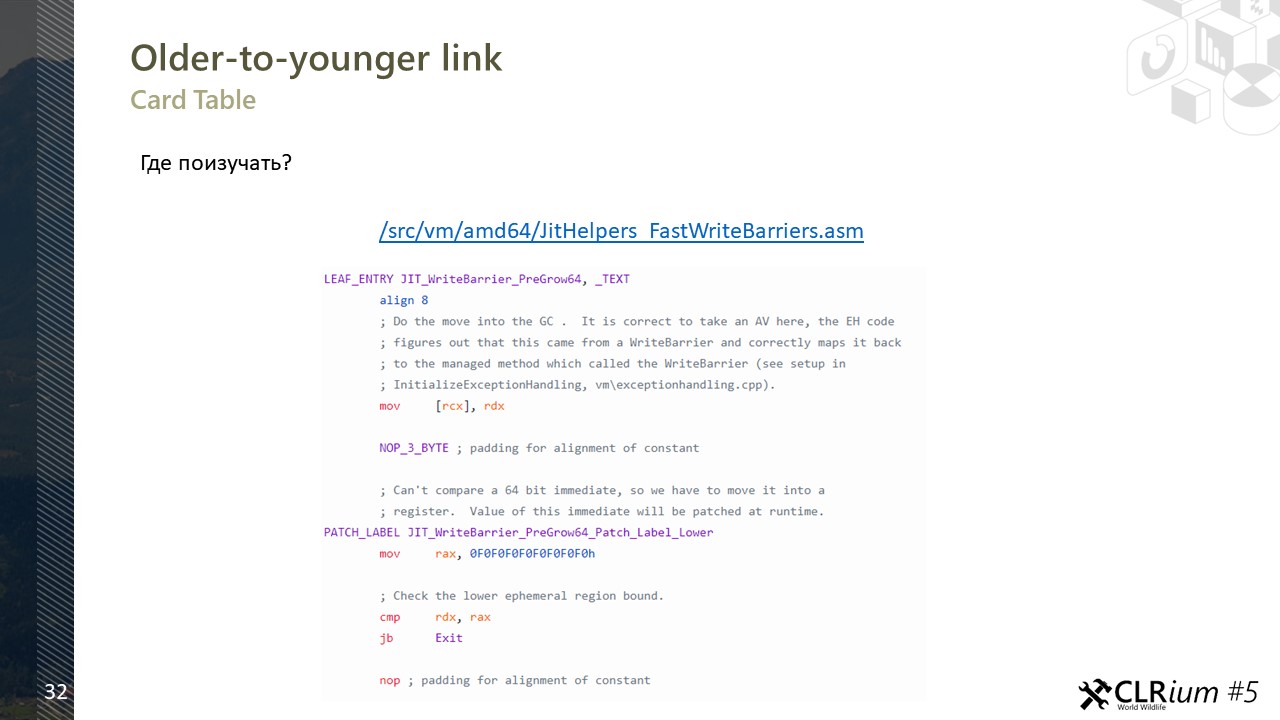 Older-to-younger link
Card Table
Где поизучать?
/src/vm/amd64/JitHelpers_FastWriteBarriers.asm
LEAF_ENTRY JIT_WriteBarrier_PreGrow64, _TEXT
align 8
; Do the move into the GC .  It is correct to take an AV here, the EH code
; figures out that this came from a WriteBarrier and correctly maps it back
; to the managed method which called the WriteBarrier (see setup in
; InitializeExceptionHandling, vm\exceptionhandling.cpp).
mov     [rcx], rdx
NOP_3_BYTE ; padding for alignment of constant
; Can't compare a 64 bit immediate, so we have to move it into a
; register.  Value of this immediate will be patched at runtime.
PATCH_LABEL JIT_WriteBarrier_PreGrow64_Patch_Label_Lower
mov     rax, 0F0F0F0F0F0F0F0F0h
; Check the lower ephemeral region bound.
cmp     rdx, rax
jb      Exit
nop ; padding for alignment of constant
32
CLRium #5
World Wildlife